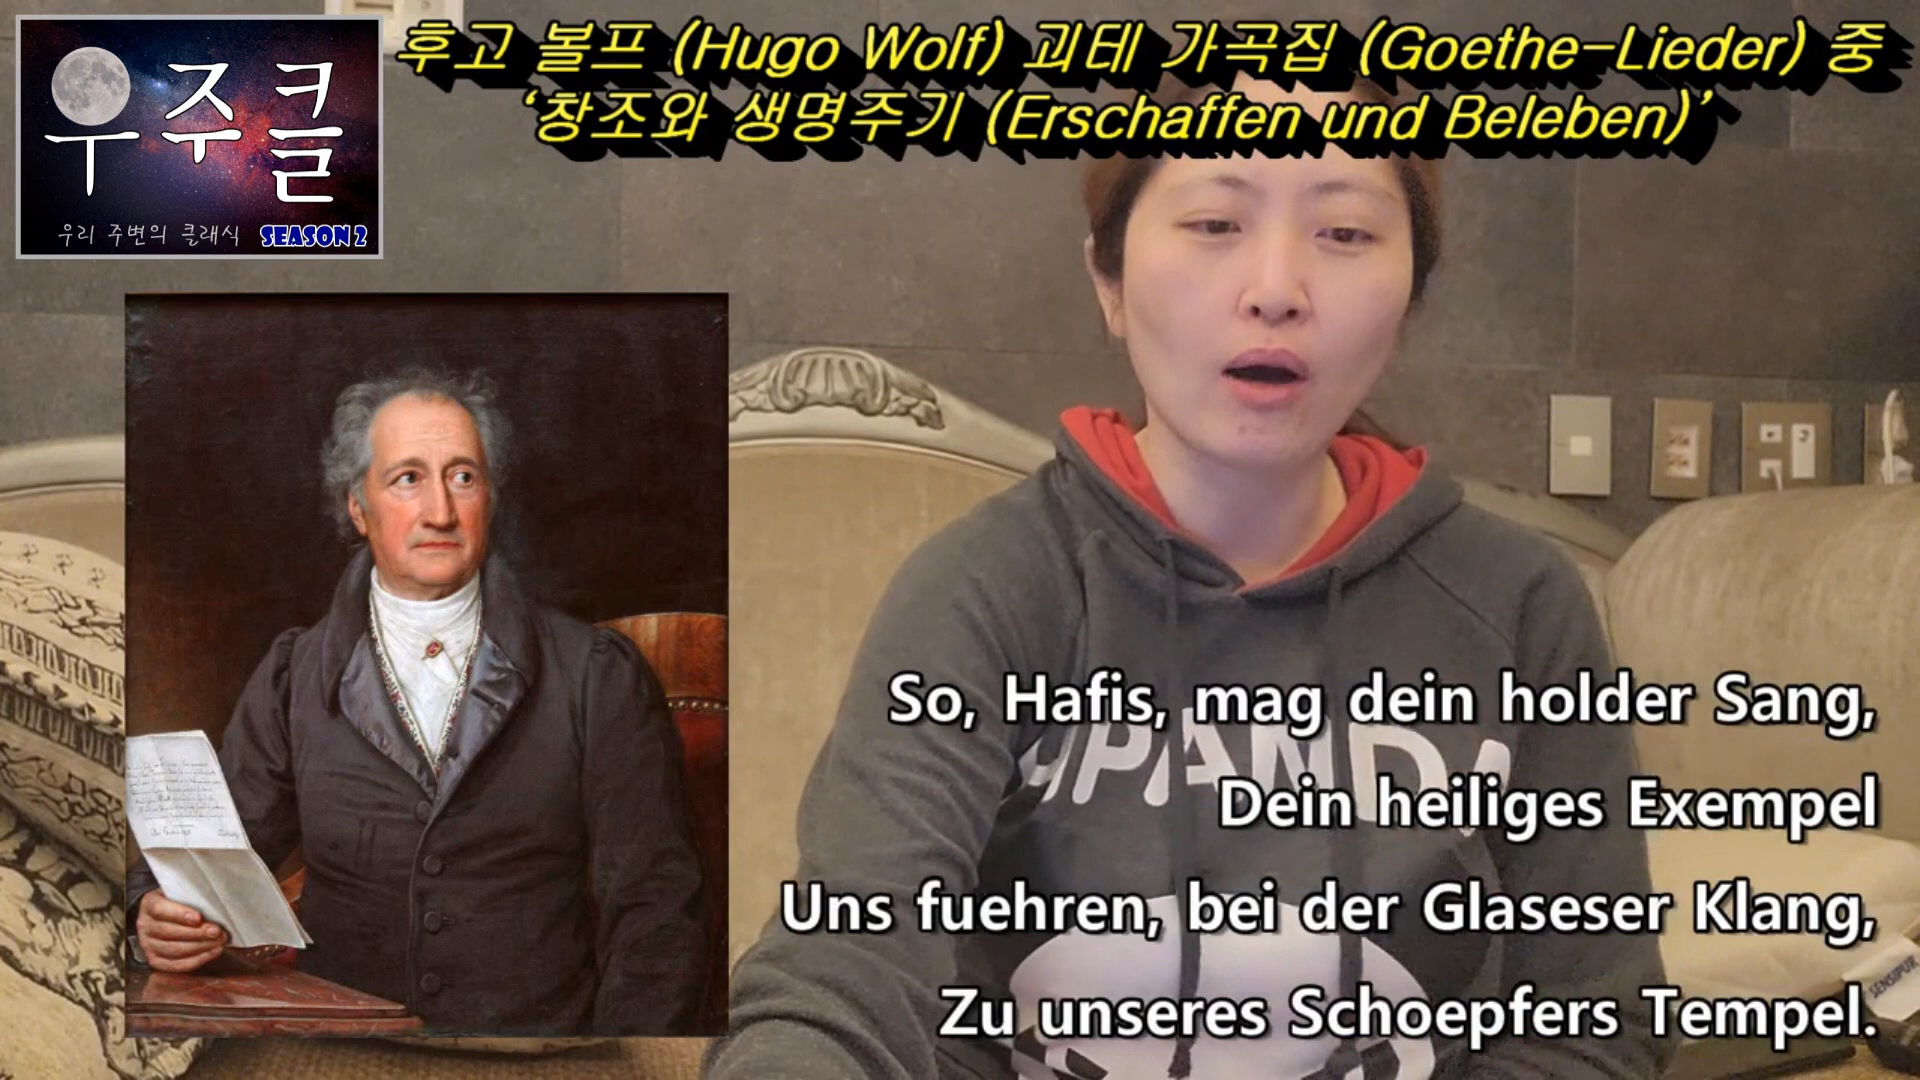 후고 볼프 (Hugo Wolf) 괴테 가곡집 (Goethe-Lieder) 중
‘창조와 생명주기 (Erschaffen und Beleben)’
우주클
우리 주변의 클래식 SEASON 2
So, Hafis, mag dein holder Sang,
Dein heiliges Exempel
Uns fuehren, bei der Glaseser Klang,
Zu unseres Schoepfers Tempel.
SENSIPUR